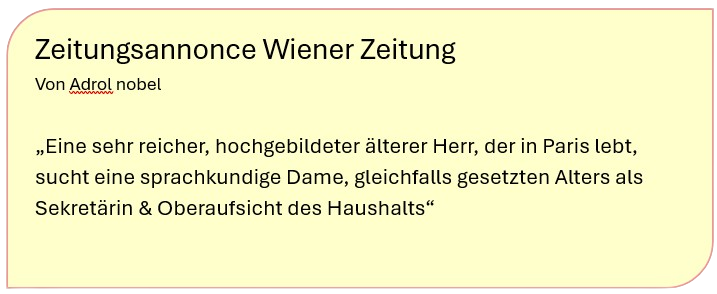 Zeitungsannonce Wiener Zeitung
Von Adrol nobel
„Eine sehr reicher, hochgebildeter älterer Herr, der in Paris lebt,
sucht eine sprachkundige Dame, gleichfalls gesetzten Alters als
Sekretärin & Oberaufsicht des Haushalts“